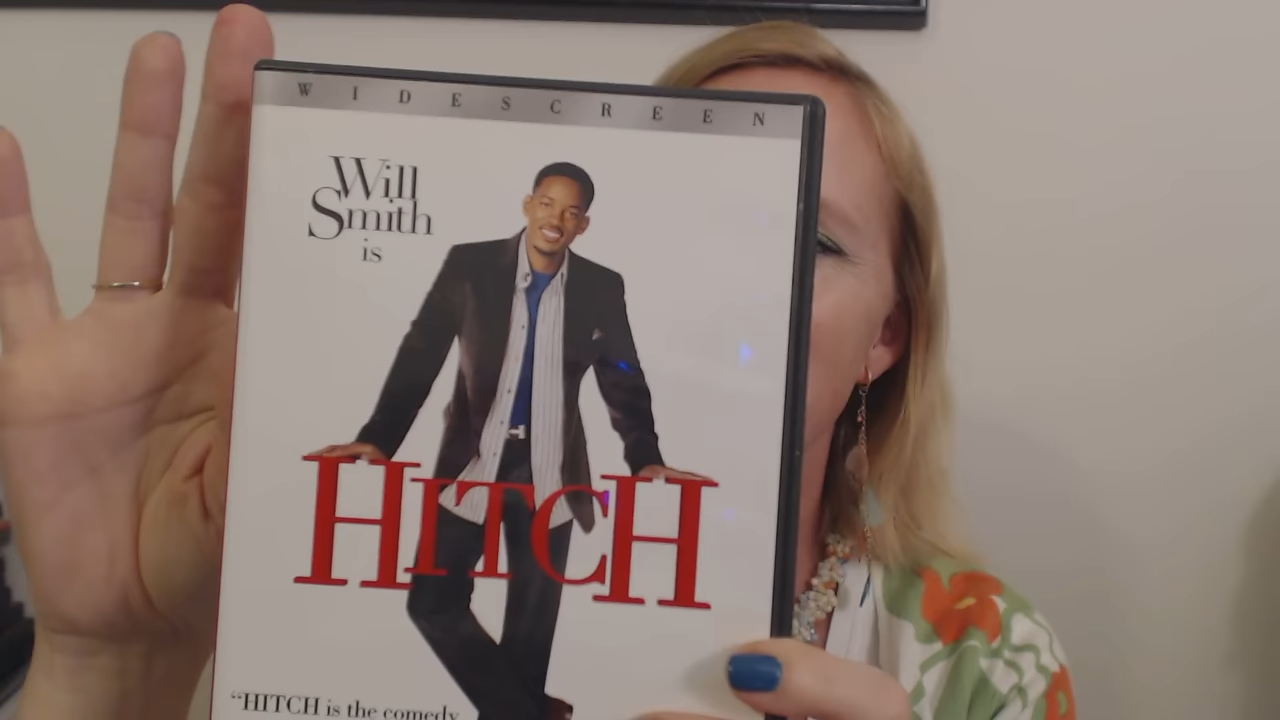 WIDESCREEN
Will
Smith
is
HITCH
“HITCH is the comedy